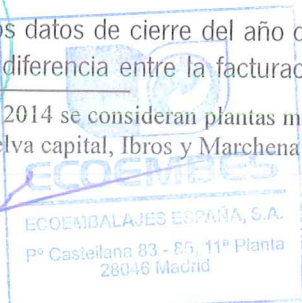 s datos de cierre del año d
diferencia entre la facturac
2014 se consideran plantas m
elva capital, Ibros y Marchena
ECOEMBES
ECOEMBALAJES ESPAÑA, S.A.
Pº Castellana 83 - 85, 11ª Planta
28046 Madrid